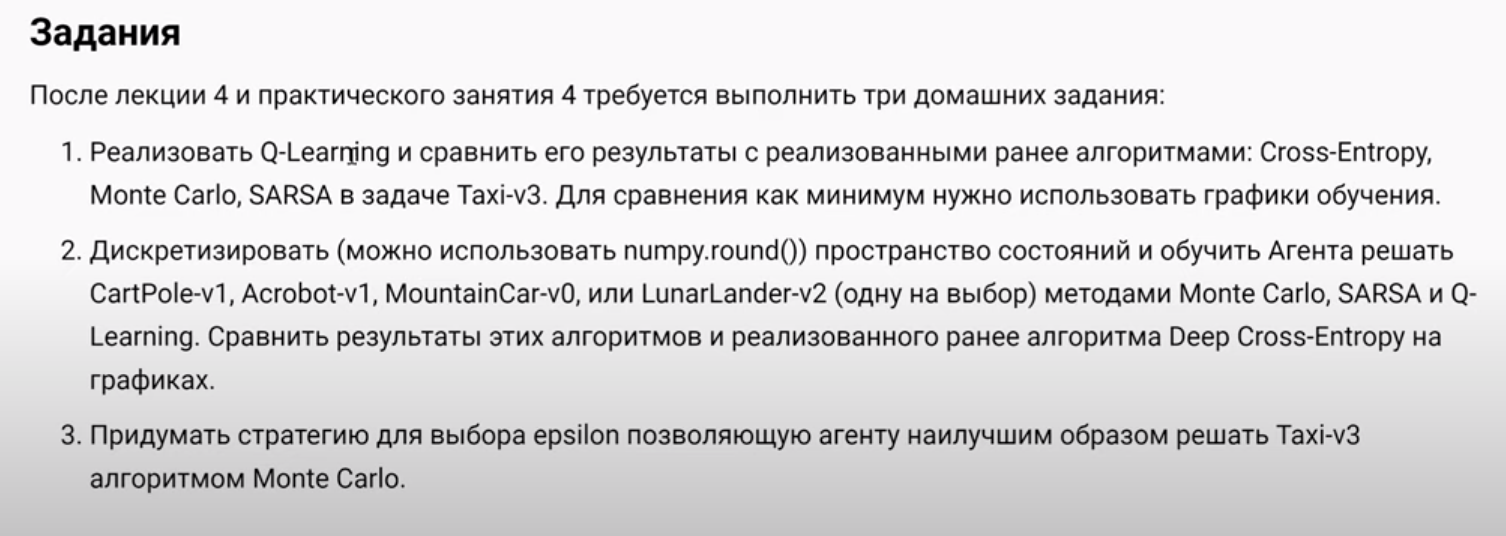 Задания
После лекции 4 и практического занятия 4 требуется выполнить три домашних задания:
1. Реализовать Q-Learning и сравнить его результаты с реализованными ранее алгоритмами: Cross-Entropy,
Monte Carlo, SARSA в задаче Taxi-v3. Для сравнения как минимум нужно использовать графики обучения.
2. Дискретизировать (можно использовать numpy.round()) пространство состояний и обучить Агента решать
CartPole-v1, Acrobot-v1, MountainCar-v0, или LunarLander-v2 (одну на выбор) методами Monte Carlo, SARSA и Q-
Learning. Сравнить результаты этих алгоритмов и реализованного ранее алгоритма Deep Cross-Entropy на
графиках.
3. Придумать стратегию для выбора epsilon позволяющую агенту наилучшим образом решать Taxi-v3
алгоритмом Monte Carlo.